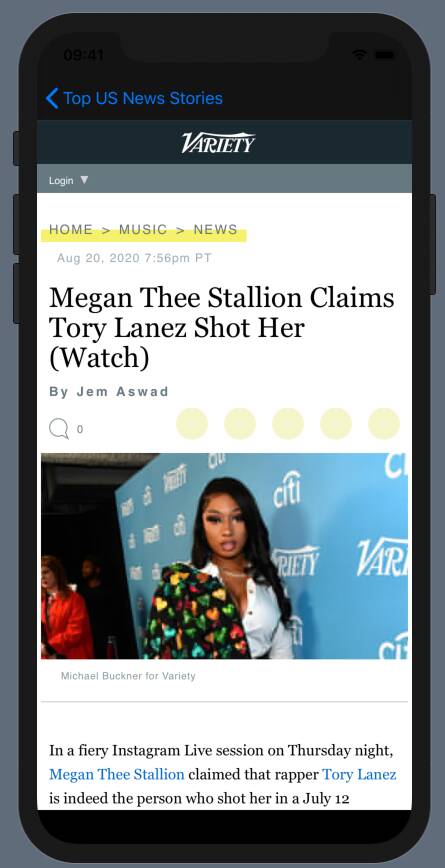 09:41
Top US News Stories
VARIETY
Login ▼
HOME > MUSIC > NEWS
Aug 20, 2020 7:56pm PT
Megan Thee Stallion Claims
Tory Lanez Shot Her
(Watch)
By Jem Aswad
0
citi
VARIETY
Michael Buckner for Variety
In a fiery Instagram Live session on Thursday night,
Megan Thee Stallion claimed that rapper Tory Lanez
is indeed the person who shot her in a July 12